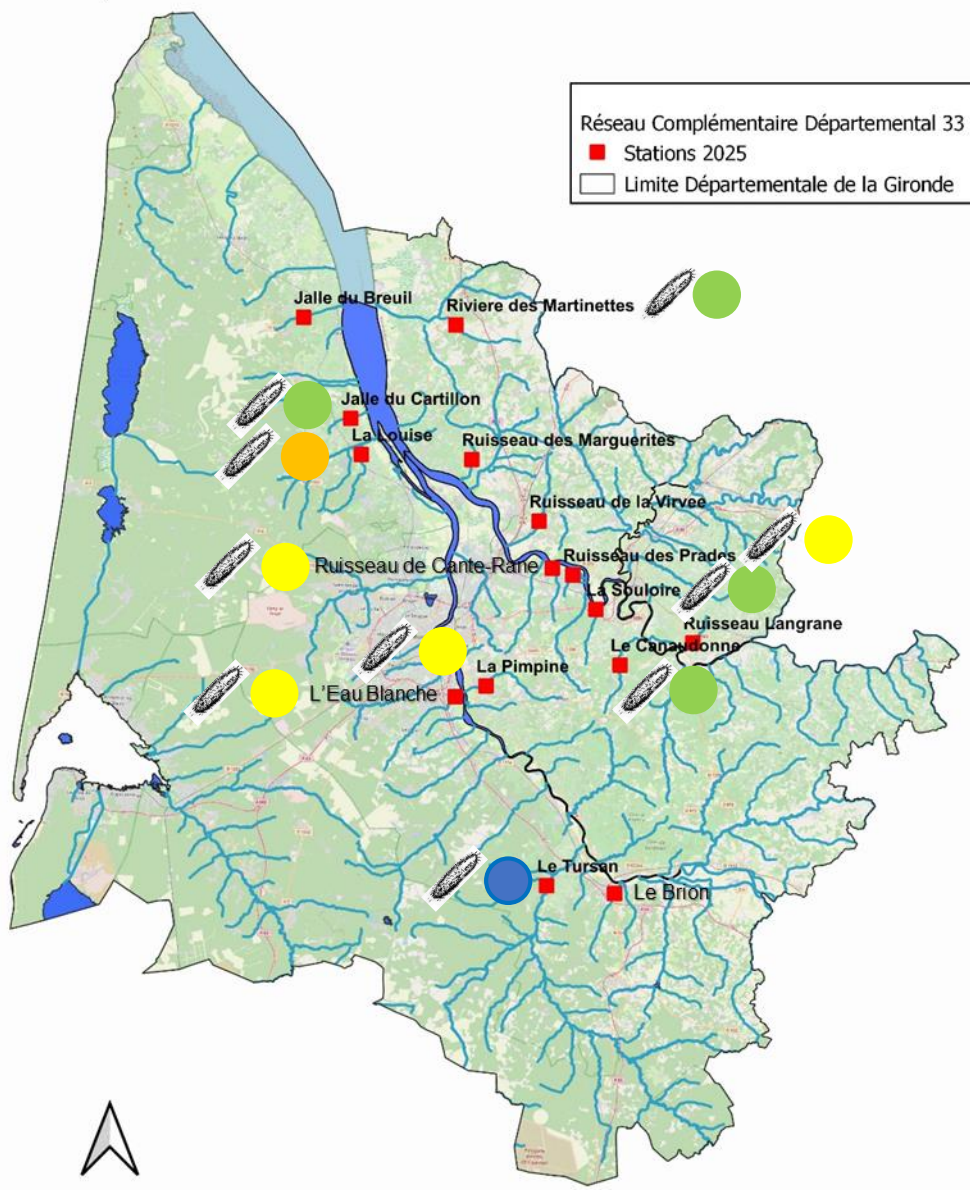 Réseau Complémentaire Départemental 33
Stations 2025
Limite Départementale de la Gironde
Jalle du Breuil
Riviere des Martinettes
Jalle du Cartillon
La Louise
Ruisseau des Marguerites
Ruisseau de la Virvee
Ruisseau de Cante-Rane
Ruisseau des Prades
La Souloire
Ruisseau Langrane
Le Canaudonne
La Pimpine
L'Eau Blanche
Le Tursan
Le Brion